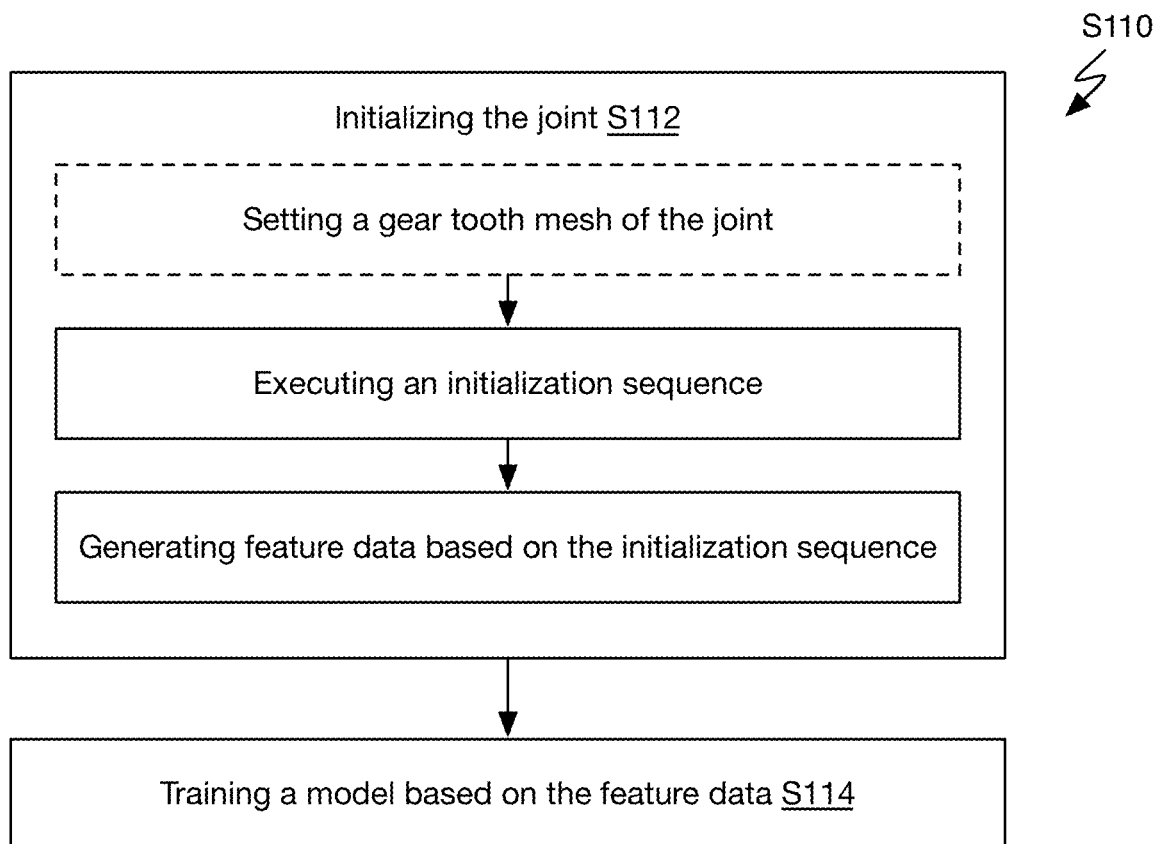 S110
Initializing the joint S112
Setting a gear tooth mesh of the joint
Executing an initialization sequence
Generating feature data based on the initialization sequence
Training a model based on the feature data S114